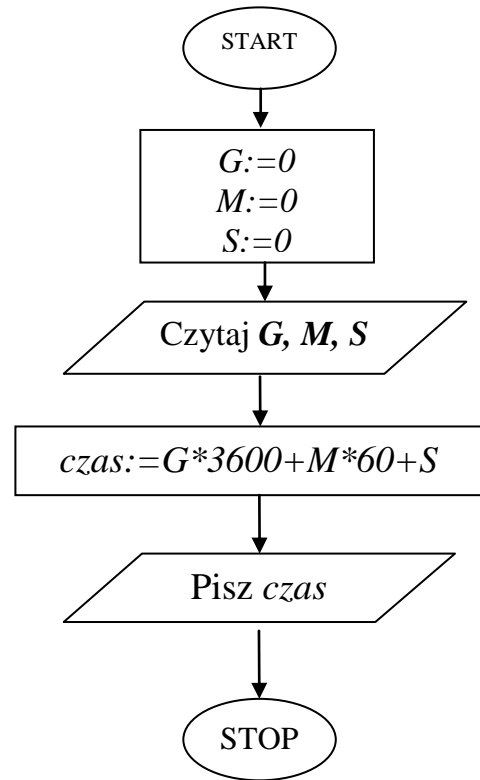 START
G:=0
M:=0
S:=0
Czytaj G, M, S
czas:=G*3600+M*60+S
Pisz czas
STOP